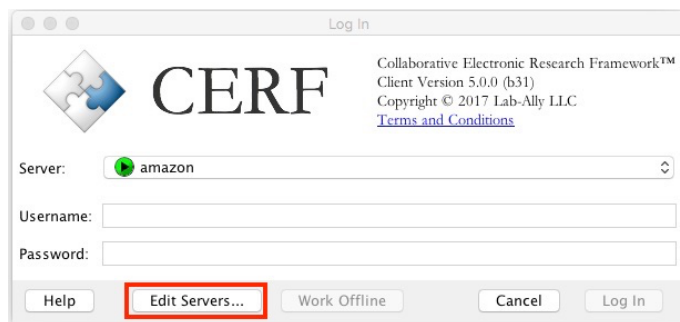 Log In
CERF
Collaborative Electronic Research Framework™
Client Version 5.0.0 (b31)
Copyright © 2017 Lab-Ally LLC
Terms and Conditions
Server: amazon
Username:
Password:
Help Edit Servers... Work Offline Cancel Log In